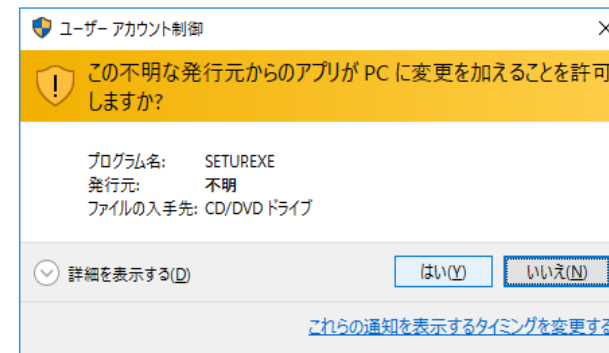 ユーザー アカウント制御
この不明な発行元からのアプリが PC に変更を加えることを許可
しますか?
プログラム名: SETUP.EXE
発行元: 不明
ファイルの入手先: CD/DVD ドライブ
詳細を表示する(D)
はい(Y) いいえ(N)
これらの通知を表示するタイミングを変更する